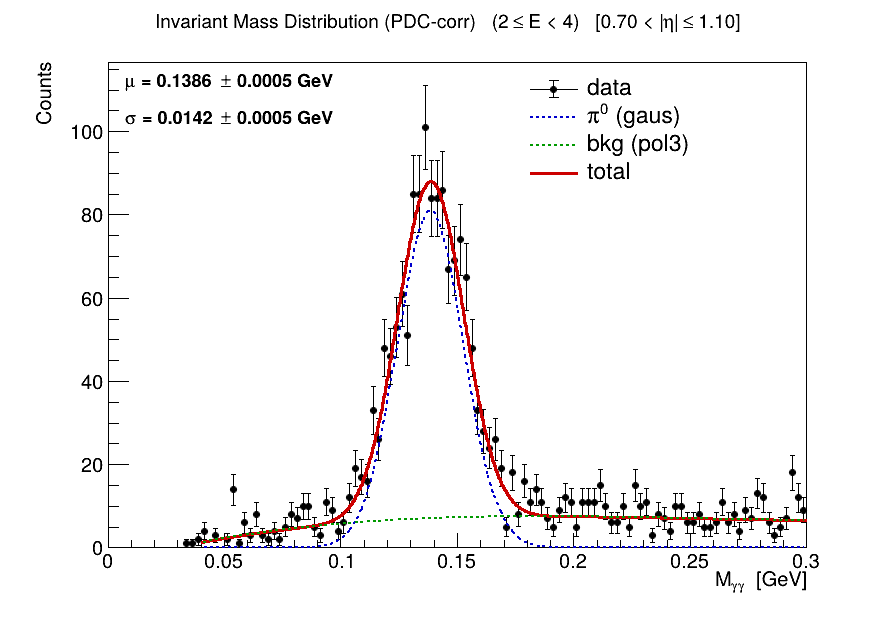 Invariant Mass Distribution (PDC-corr) (2 ≤ E < 4) [0.70 < |η| ≤ 1.10]
Counts
μ = 0.1386 ± 0.0005 GeV
σ = 0.0142 ± 0.0005 GeV
data
π⁰ (gaus)
bkg (pol3)
total
100
80
60
40
20
0
0 0.05 0.1 0.15 0.2 0.25 0.3
M_γγ [GeV]